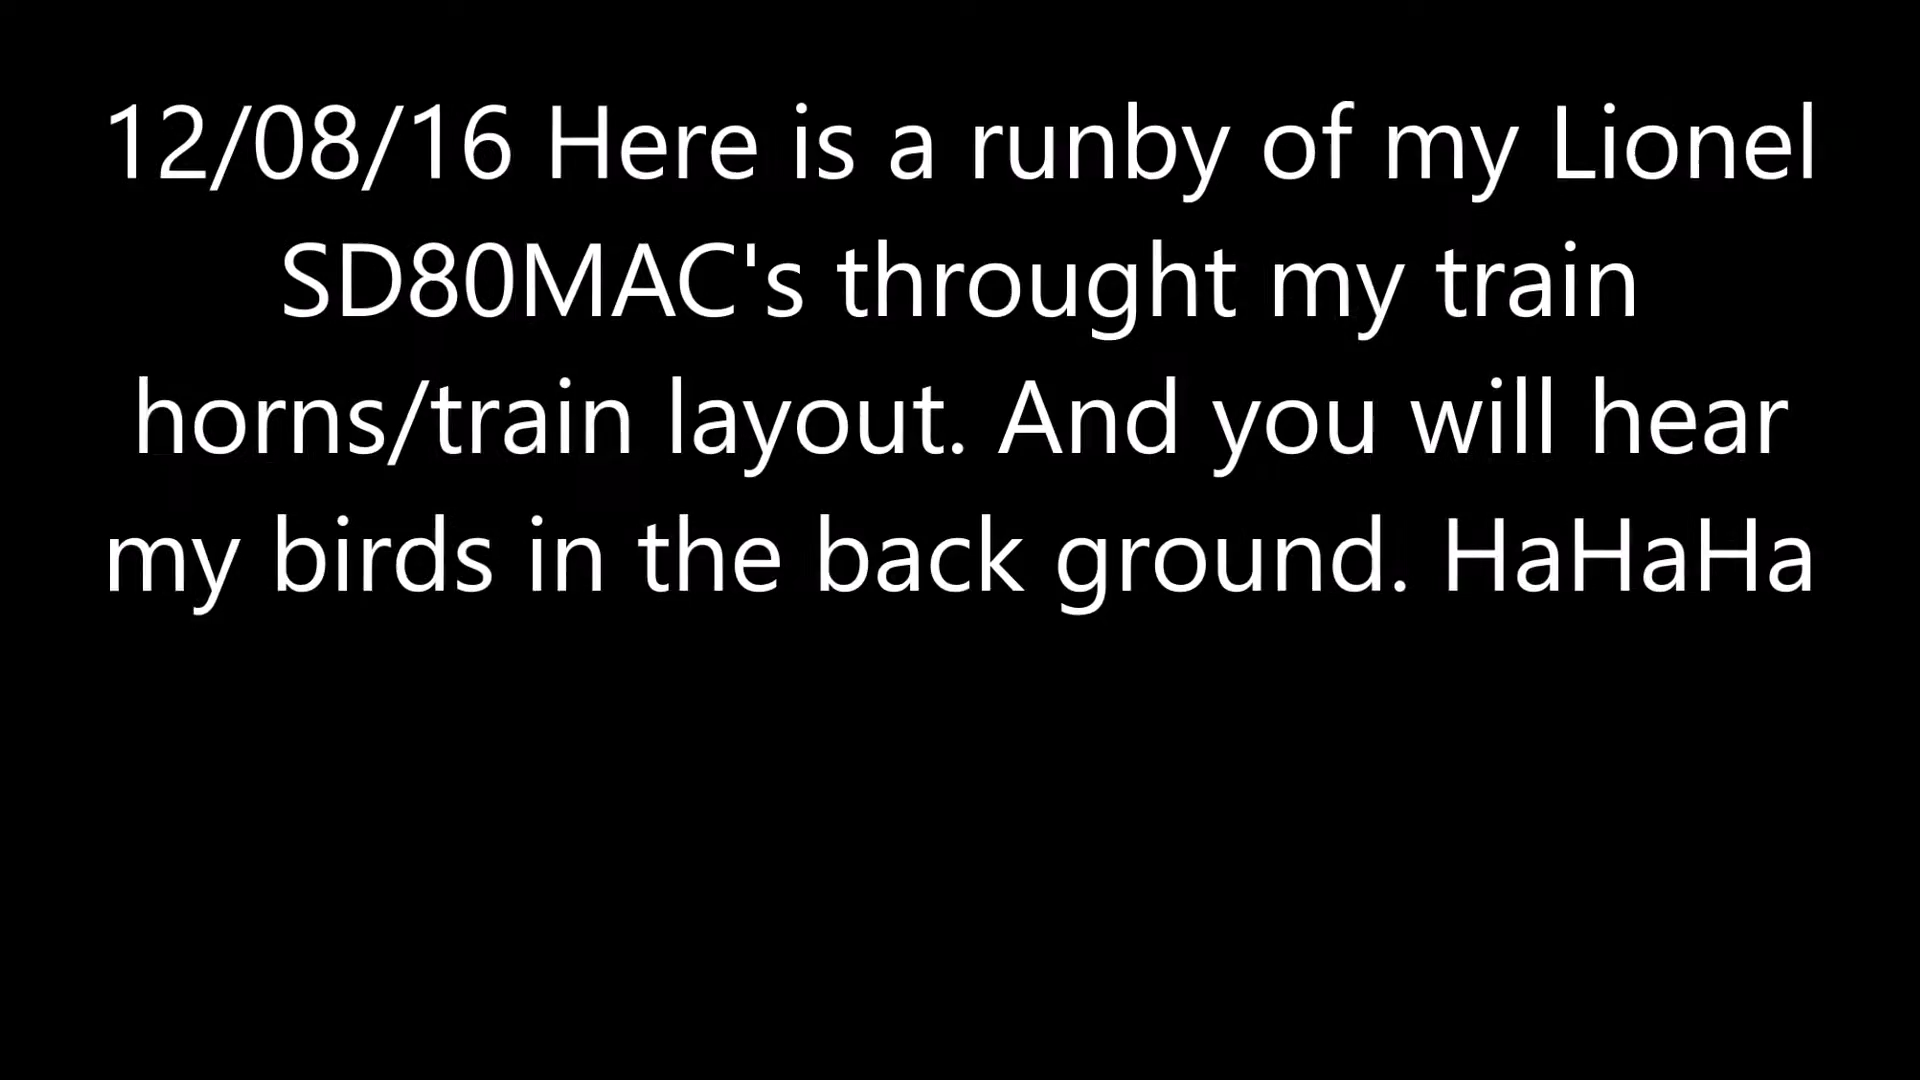 12/08/16 Here is a runby of my Lionel
SD80MAC's throught my train
horns/train layout. And you will hear
my birds in the back ground. HaHaHa